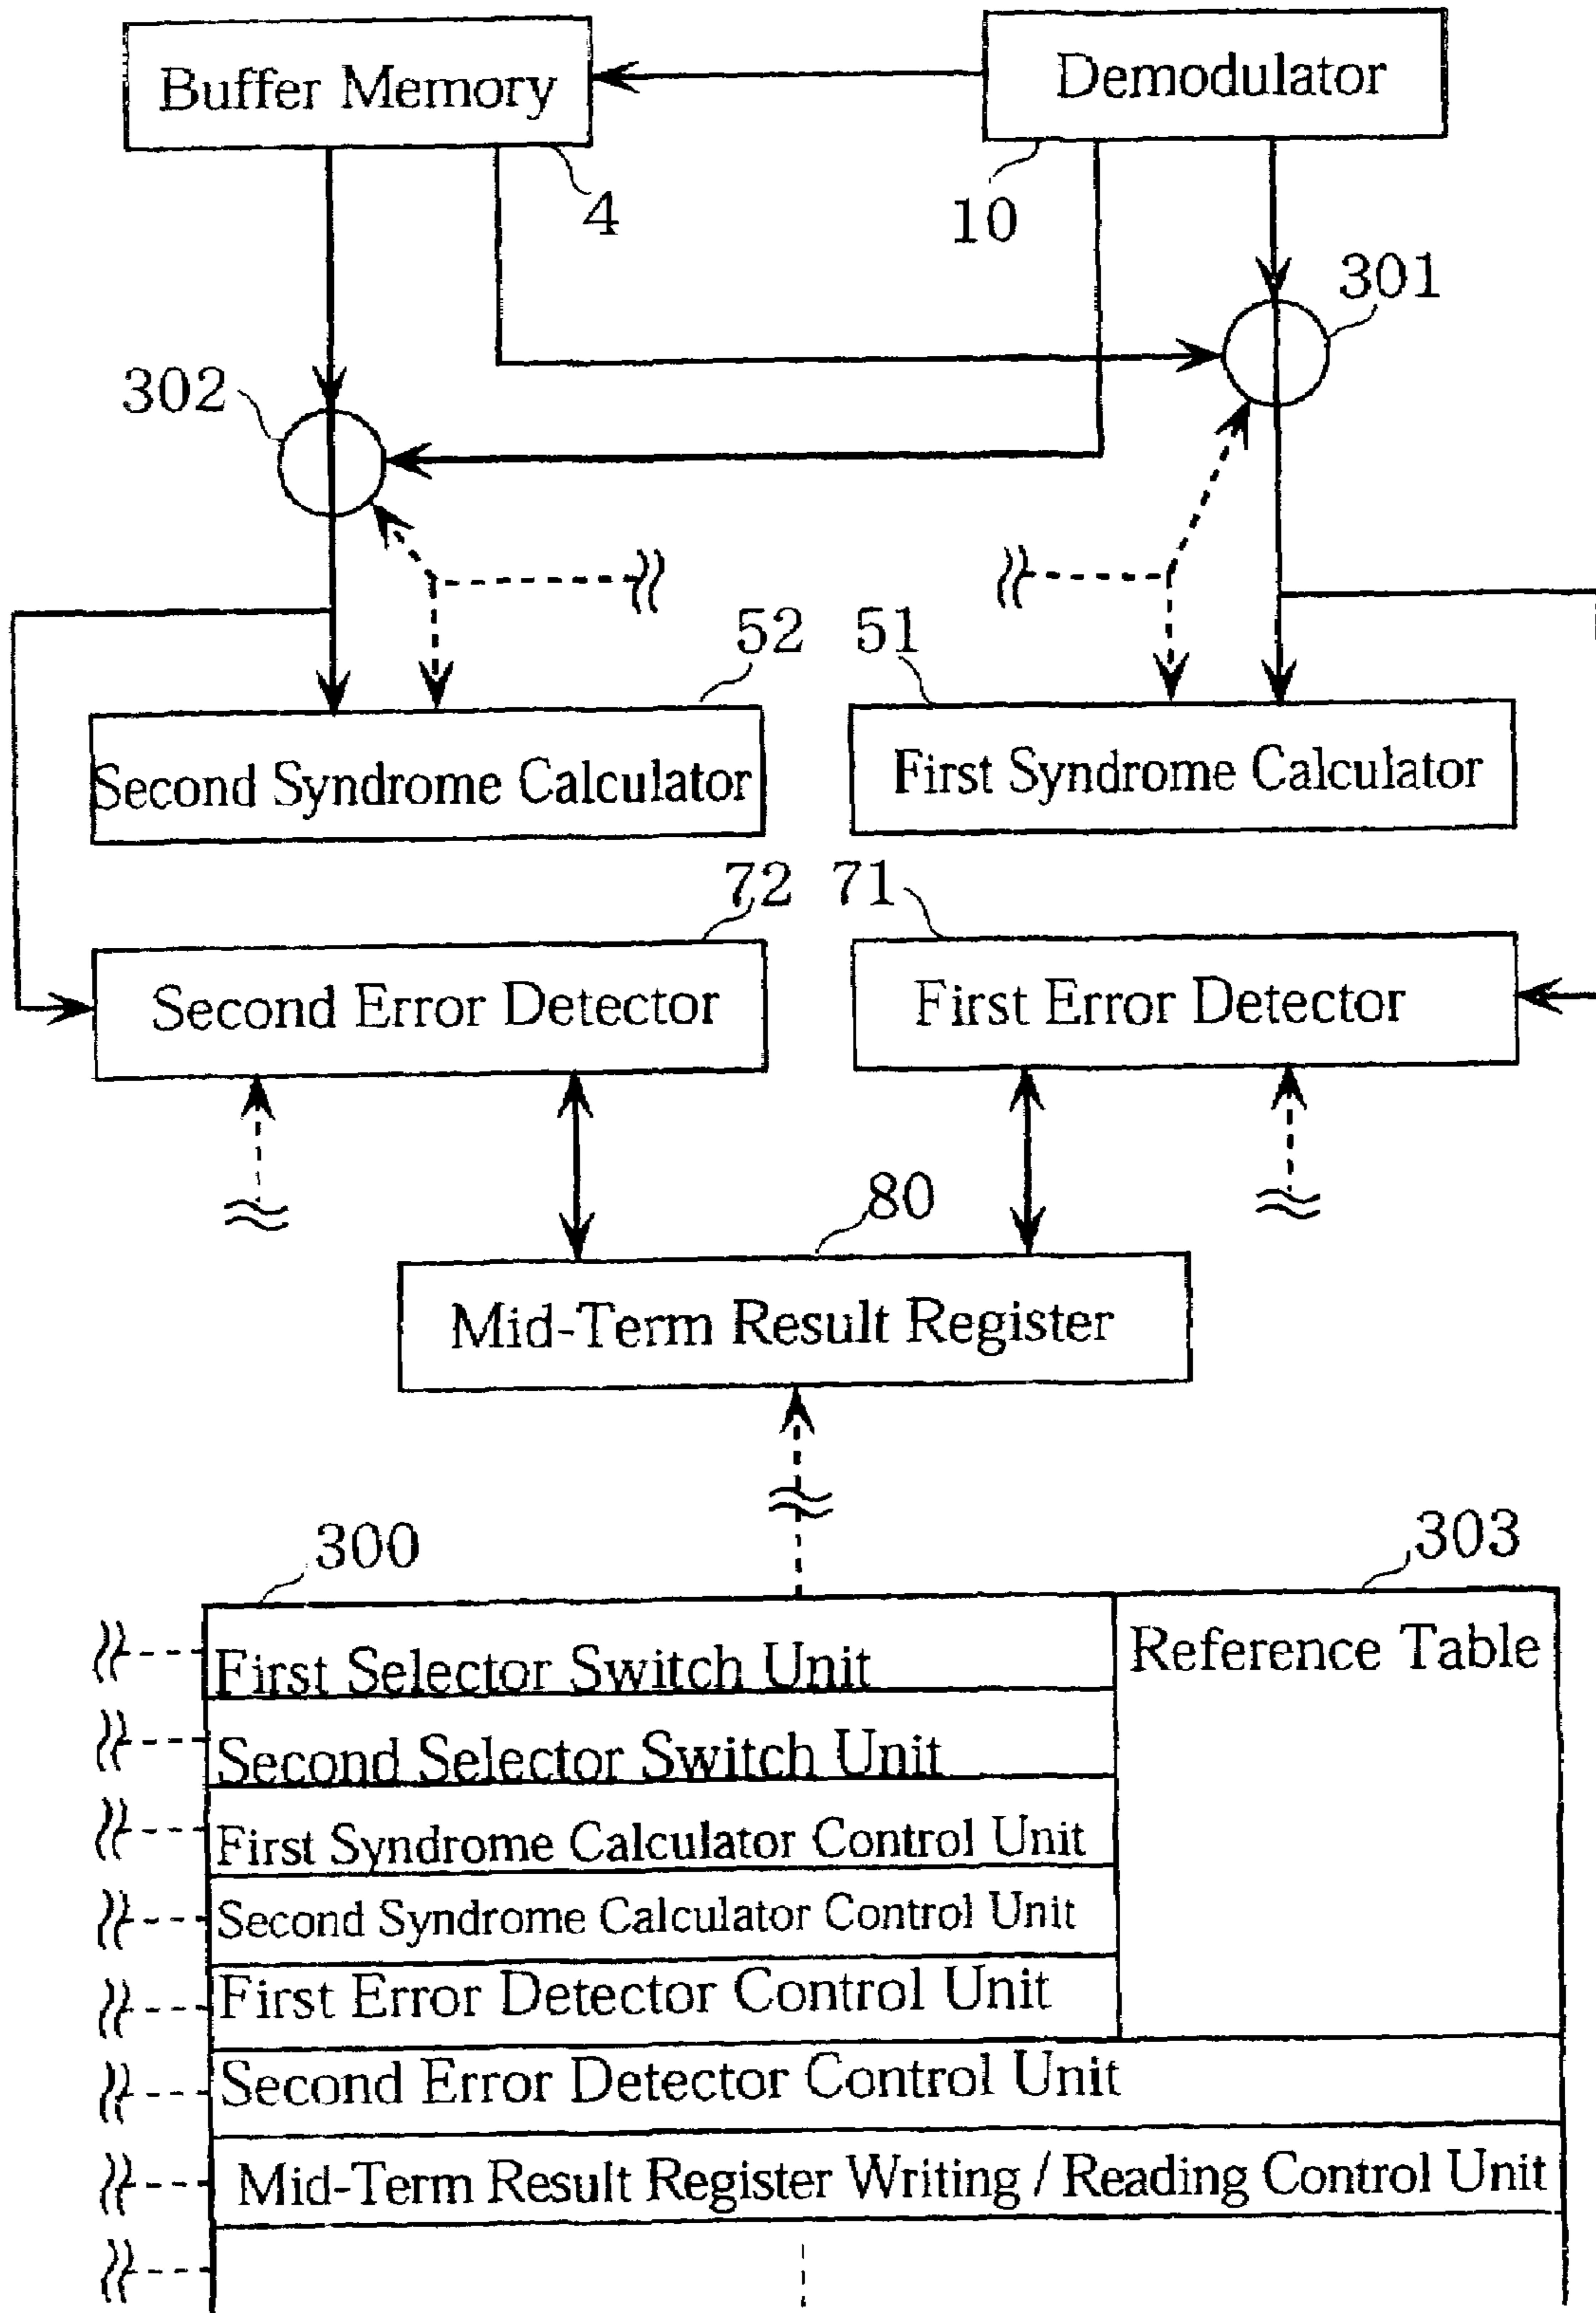 Buffer Memory
Demodulator
4
10
301
302
52
51
Second Syndrome Calculator
First Syndrome Calculator
72
71
Second Error Detector
First Error Detector
80
Mid-Term Result Register
300
303
First Selector Switch Unit
Reference Table
Second Selector Switch Unit
First Syndrome Calculator Control Unit
Second Syndrome Calculator Control Unit
First Error Detector Control Unit
Second Error Detector Control Unit
Mid-Term Result Register Writing / Reading Control Unit